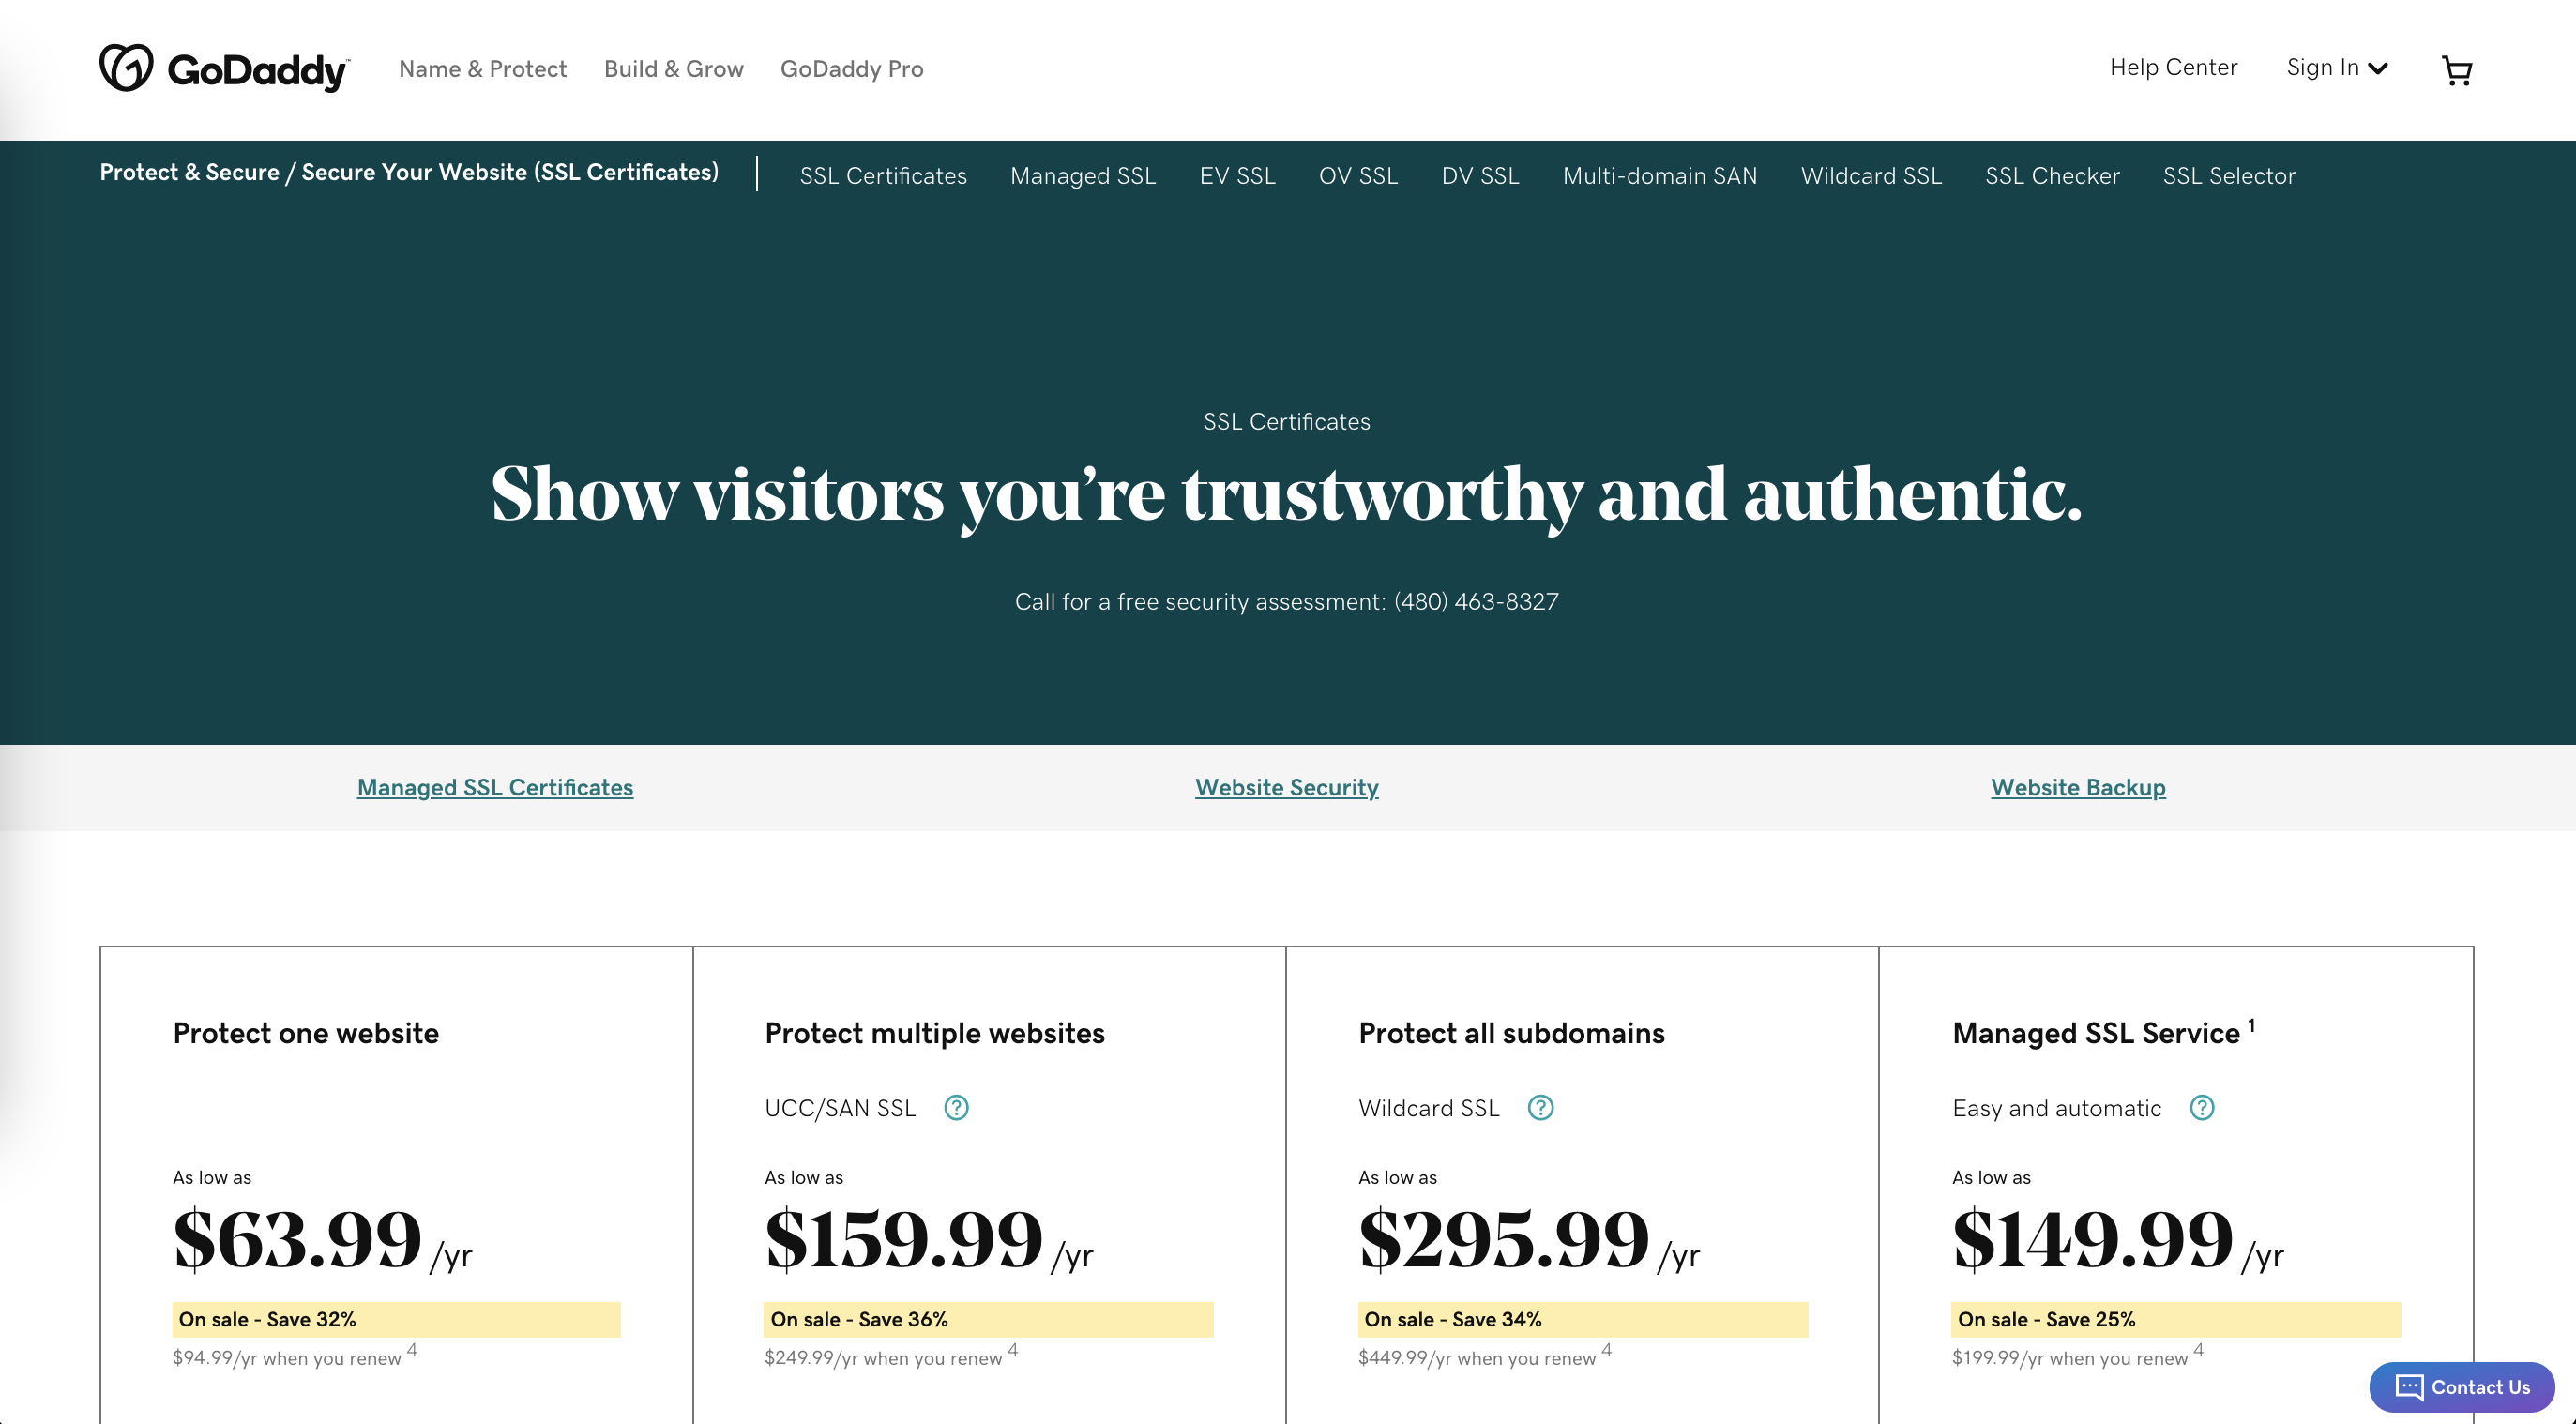 GoDaddy™ Name & Protect Build & Grow GoDaddy Pro Help Center Sign In
Protect & Secure / Secure Your Website (SSL Certificates) SSL Certificates Managed SSL EV SSL OV SSL DV SSL Multi-domain SAN Wildcard SSL SSL Checker SSL Selector
SSL Certificates
Show visitors you’re trustworthy and authentic.
Call for a free security assessment: (480) 463-8327
Managed SSL Certificates Website Security Website Backup
Protect one website
As low as
$63.99 /yr
On sale - Save 32%
$94.99/yr when you renew 4
Protect multiple websites
UCC/SAN SSL ?
As low as
$159.99 /yr
On sale - Save 36%
$249.99/yr when you renew 4
Protect all subdomains
Wildcard SSL ?
As low as
$295.99 /yr
On sale - Save 34%
$449.99/yr when you renew 4
Managed SSL Service 1
Easy and automatic ?
As low as
$149.99 /yr
On sale - Save 25%
$199.99/yr when you renew 4
Contact Us